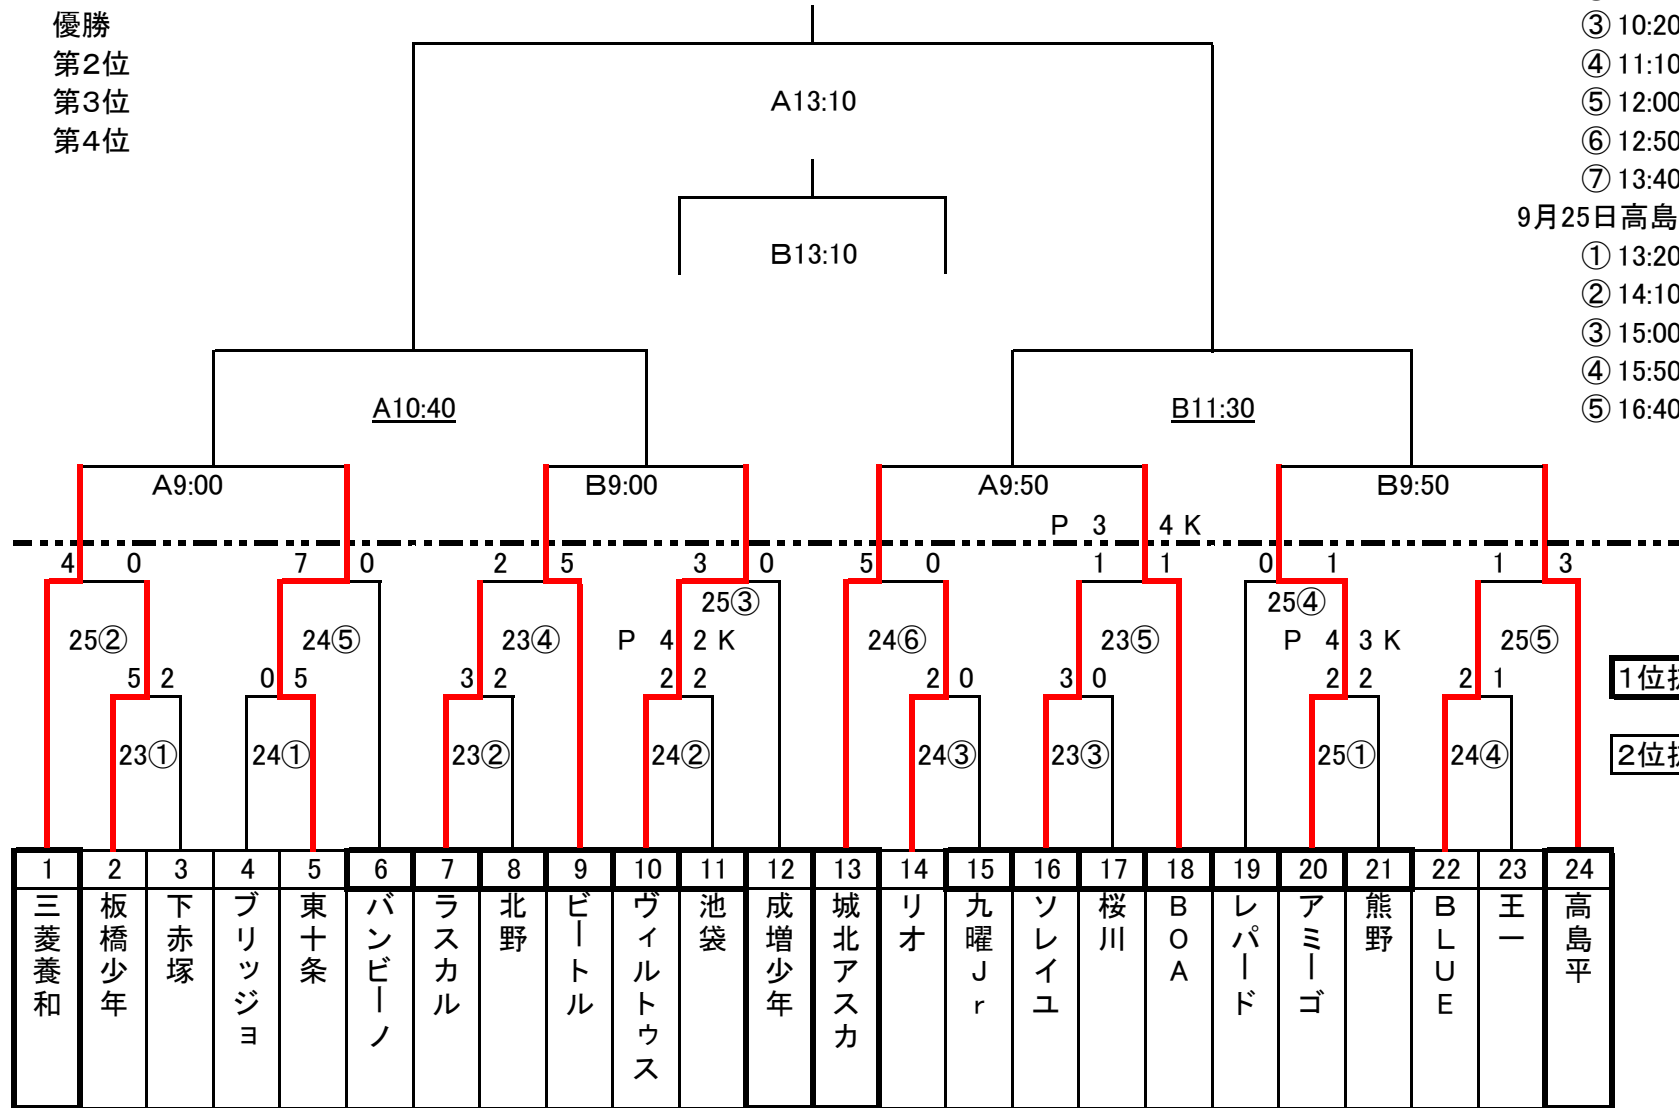 優勝
第2位
第3位
第4位
A13:10
B13:10
③ 10:20
④ 11:10
⑤ 12:00
⑥ 12:50
⑦ 13:40
9月25日高島
① 13:20
② 14:10
③ 15:00
④ 15:50
⑤ 16:40
A10:40 B11:30
A9:00 B9:00 A9:50 B9:50
P 3 4 K
4 0 7 0 2 5 3 0 5 0 1 1 0 1 1 3
25③ 25④
25② 24⑤ 23④ P 4 2 K 24⑥ 23⑤ P 4 3 K 25⑤
5 2 0 5 3 2 2 2 2 0 3 0 2 2 2 1
1位
23① 24① 23② 24② 24③ 23③ 25① 24④
2位
1 2 3 4 5 6 7 8 9 10 11 12 13 14 15 16 17 18 19 20 21 22 23 24
三菱養和
板橋少年
下赤塚
ブリッジョ
東十条
バンビーノ
ラスカル
北野
ビートル
ヴィルトゥス
池袋
成増少年
城北アスカ
リオ
九曜Jr
ソレイユ
桜川
BOA
レパード
アミーゴ
熊野
BLUE
王一
高島平